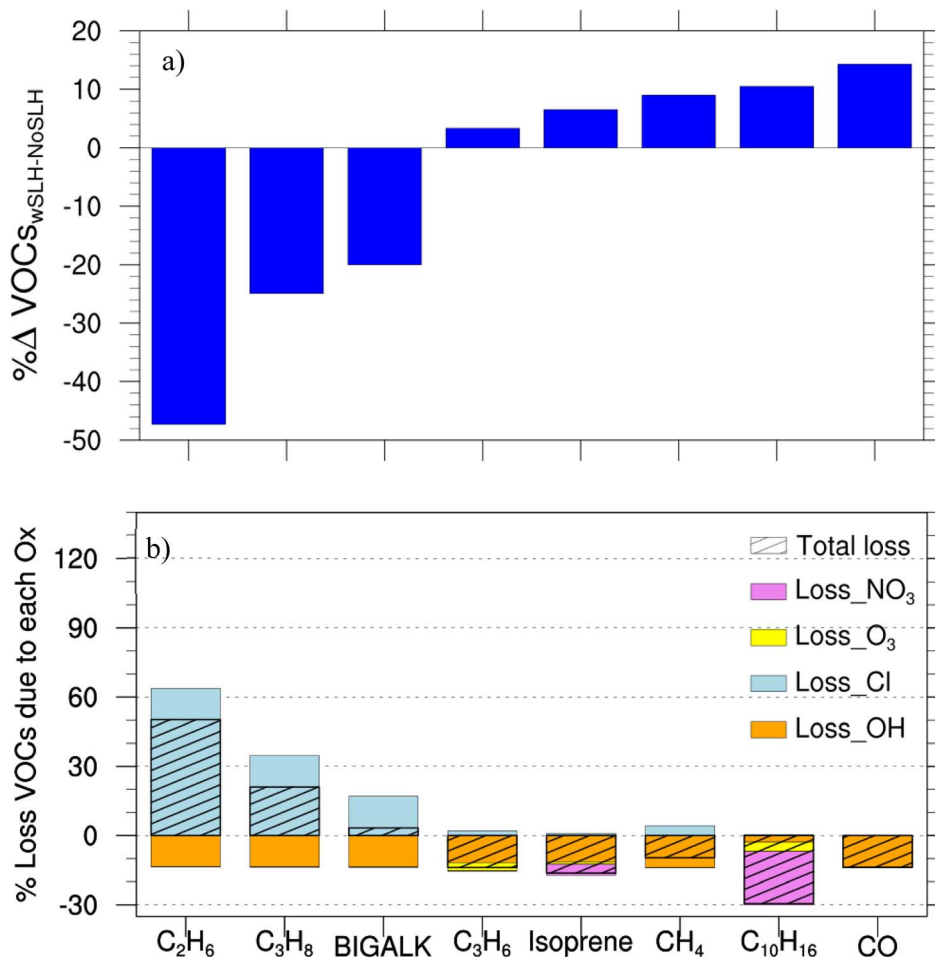 a)
20
10
0
-10
-20
-30
-40
-50
%Δ VOCs_wSLH-NoSLH
b)
120
90
60
30
0
-30
% Loss VOCs due to each Ox
Total loss
Loss_NO₃
Loss_O₃
Loss_Cl
Loss_OH
C₂H₆ C₃H₈ BIGALK C₃H₆ Isoprene CH₄ C₁₀H₁₆ CO